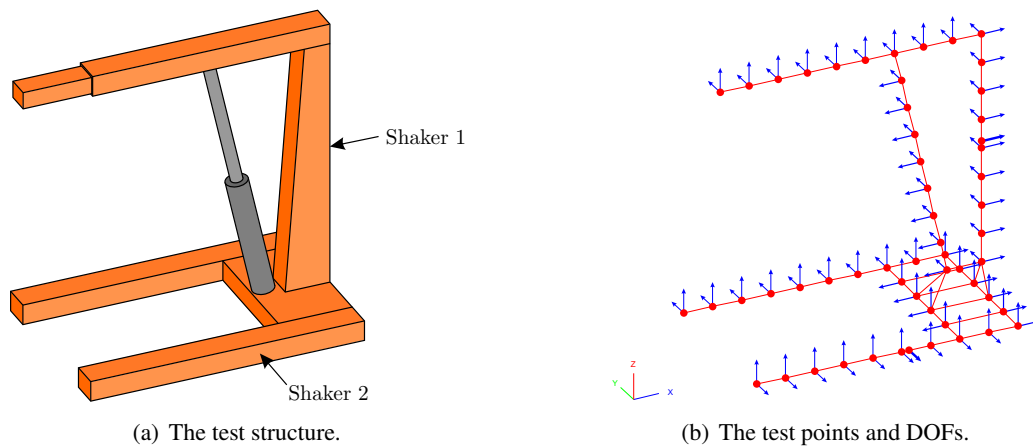 Shaker 1
Shaker 2
Z
Y
X
(a) The test structure.
(b) The test points and DOFs.